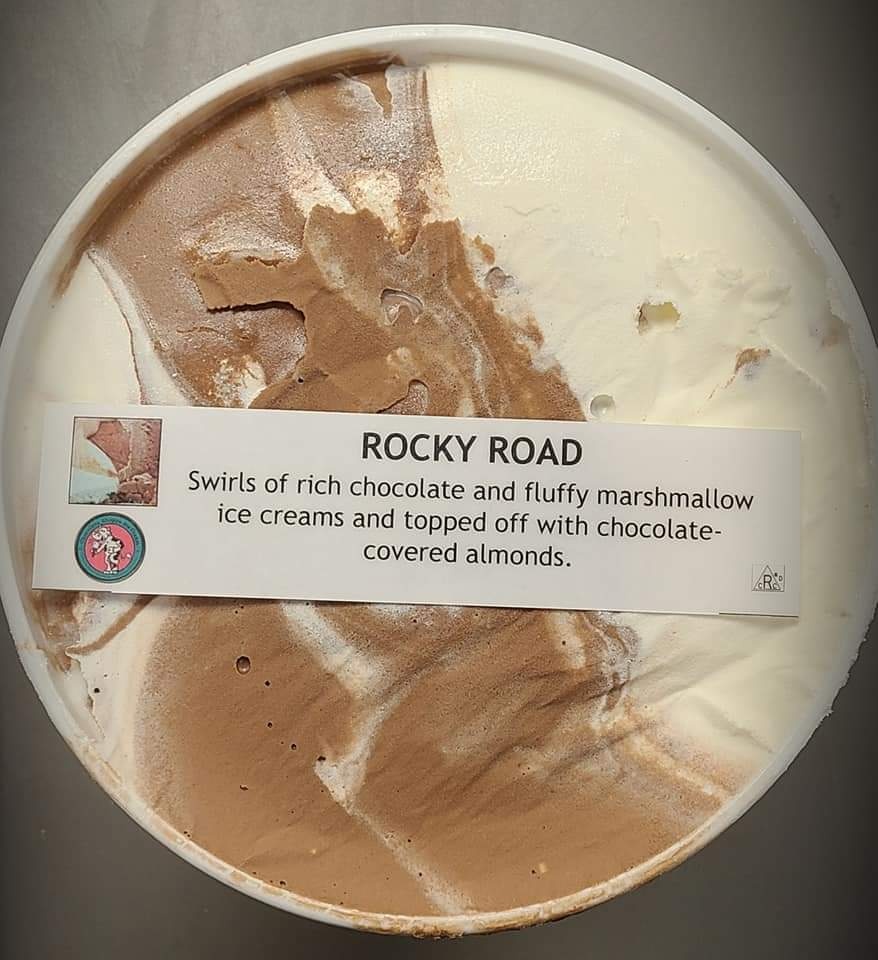 ROCKY ROAD
Swirls of rich chocolate and fluffy marshmallow
ice creams and topped off with chocolate-
covered almonds.
R